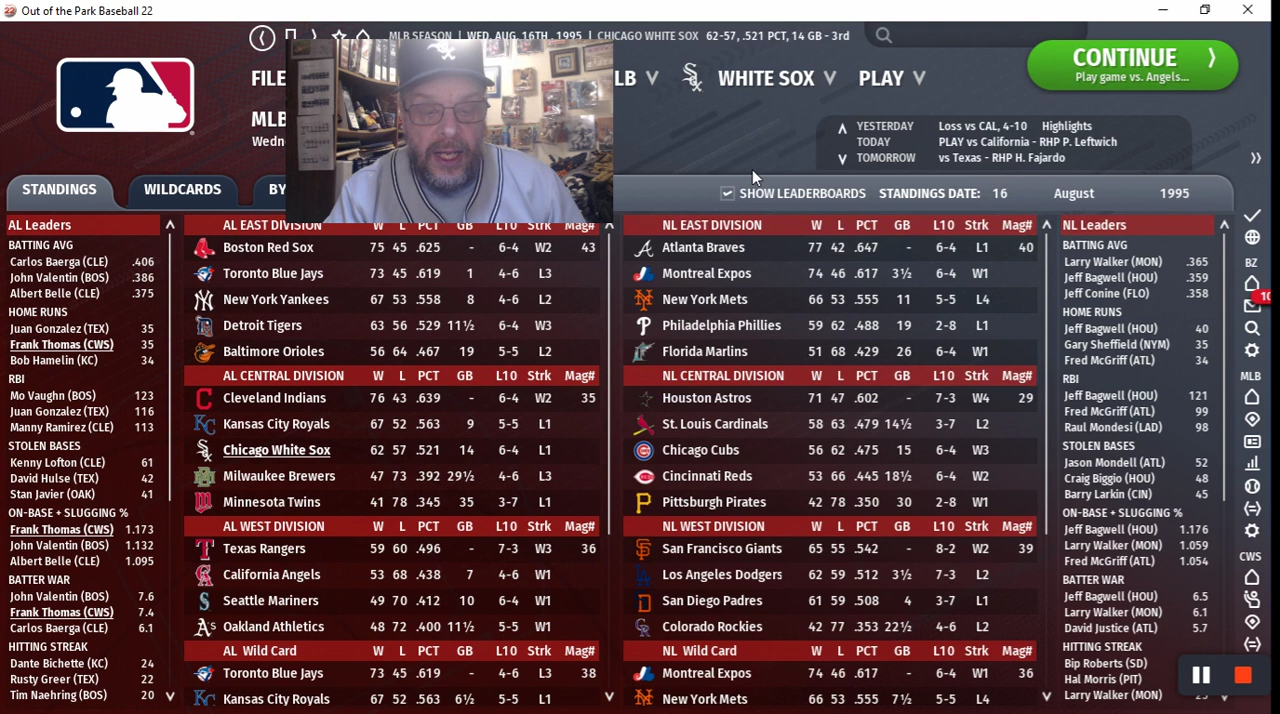 Out of the Park Baseball 22
MLB SEASON | WED. AUG. 16TH, 1995 | CHICAGO WHITE SOX 62-57, .521 PCT, 14 GB - 3rd
FILE
LB WHITE SOX PLAY
CONTINUE
Play game vs. Angels...
MLB
Wedn
YESTERDAY Loss vs CAL, 4-10 Highlights
TODAY PLAY vs California - RHP P. Leftwich
TOMORROW vs Texas - RHP H. Fajardo
STANDINGS WILDCARDS BY
SHOW LEADERBOARDS STANDINGS DATE: 16 August 1995
AL Leaders
BATTING AVG
Carlos Baerga (CLE) .406
John Valentin (BOS) .386
Albert Belle (CLE) .375
HOME RUNS
Juan Gonzalez (TEX) 35
Frank Thomas (CWS) 35
Bob Hamelin (KC) 34
RBI
Mo Vaughn (BOS) 123
Juan Gonzalez (TEX) 116
Manny Ramirez (CLE) 113
STOLEN BASES
Kenny Lofton (CLE) 61
David Hulse (TEX) 42
Stan Javier (OAK) 41
ON-BASE + SLUGGING %
Frank Thomas (CWS) 1.173
John Valentin (BOS) 1.132
Albert Belle (CLE) 1.095
BATTER WAR
John Valentin (BOS) 7.6
Frank Thomas (CWS) 7.4
Carlos Baerga (CLE) 6.1
HITTING STREAK
Dante Bichette (KC) 24
Rusty Greer (TEX) 22
Tim Naehring (BOS) 20
AL EAST DIVISION W L PCT GB L10 Strk Mag#
Boston Red Sox 75 45 .625 - 6-4 W2 43
Toronto Blue Jays 73 45 .619 1 4-6 L3
New York Yankees 67 53 .558 8 4-6 L2
Detroit Tigers 63 56 .529 11½ 6-4 W3
Baltimore Orioles 56 64 .467 19 5-5 L2
AL CENTRAL DIVISION W L PCT GB L10 Strk Mag#
Cleveland Indians 76 43 .639 - 6-4 W2 35
Kansas City Royals 67 52 .563 9 5-5 L1
Chicago White Sox 62 57 .521 14 6-4 L1
Milwaukee Brewers 47 73 .392 29½ 4-6 L3
Minnesota Twins 41 78 .345 35 3-7 L1
AL WEST DIVISION W L PCT GB L10 Strk Mag#
Texas Rangers 59 60 .496 - 7-3 W3 36
California Angels 53 68 .438 7 4-6 W1
Seattle Mariners 49 70 .412 10 6-4 W1
Oakland Athletics 48 72 .400 11½ 5-5 W1
AL Wild Card W L PCT GB L10 Strk Mag#
Toronto Blue Jays 73 45 .619 - 4-6 L3 38
Kansas City Royals 67 52 .563 6½ 5-5 L1
NL EAST DIVISION W L PCT GB L10 Strk Mag#
Atlanta Braves 77 42 .647 - 6-4 L1 40
Montreal Expos 74 46 .617 3½ 6-4 W1
New York Mets 66 53 .555 11 5-5 L4
Philadelphia Phillies 59 62 .488 19 2-8 L1
Florida Marlins 51 68 .429 26 6-4 W1
NL CENTRAL DIVISION W L PCT GB L10 Strk Mag#
Houston Astros 71 47 .602 - 7-3 W4 29
St. Louis Cardinals 58 63 .479 14½ 3-7 L2
Chicago Cubs 56 62 .475 15 6-4 W3
Cincinnati Reds 53 66 .445 18½ 6-4 W2
Pittsburgh Pirates 42 78 .350 30 2-8 W1
NL WEST DIVISION W L PCT GB L10 Strk Mag#
San Francisco Giants 65 55 .542 - 8-2 W2 39
Los Angeles Dodgers 62 59 .512 3½ 7-3 L2
San Diego Padres 61 59 .508 4 3-7 L1
Colorado Rockies 42 77 .353 22½ 4-6 L2
NL Wild Card W L PCT GB L10 Strk Mag#
Montreal Expos 74 46 .617 - 6-4 W1 36
New York Mets 66 53 .555 7½ 5-5 L4
NL Leaders
BATTING AVG
Larry Walker (MON) .365
Jeff Bagwell (HOU) .359
Jeff Conine (FLO) .358
HOME RUNS
Jeff Bagwell (HOU) 40
Gary Sheffield (NYM) 35
Fred McGriff (ATL) 34
RBI
Jeff Bagwell (HOU) 121
Fred McGriff (ATL) 99
Raul Mondesi (LAD) 98
STOLEN BASES
Jason Mondell (ATL) 52
Craig Biggio (HOU) 48
Barry Larkin (CIN) 45
ON-BASE + SLUGGING %
Jeff Bagwell (HOU) 1.176
Larry Walker (MON) 1.059
Fred McGriff (ATL) 1.054
BATTER WAR
Jeff Bagwell (HOU) 6.5
Larry Walker (MON) 6.1
David Justice (ATL) 5.7
HITTING STREAK
Bip Roberts (SD)
Hal Morris (PIT)
Larry Walker (MON)
BZ
10
MLB
CWS